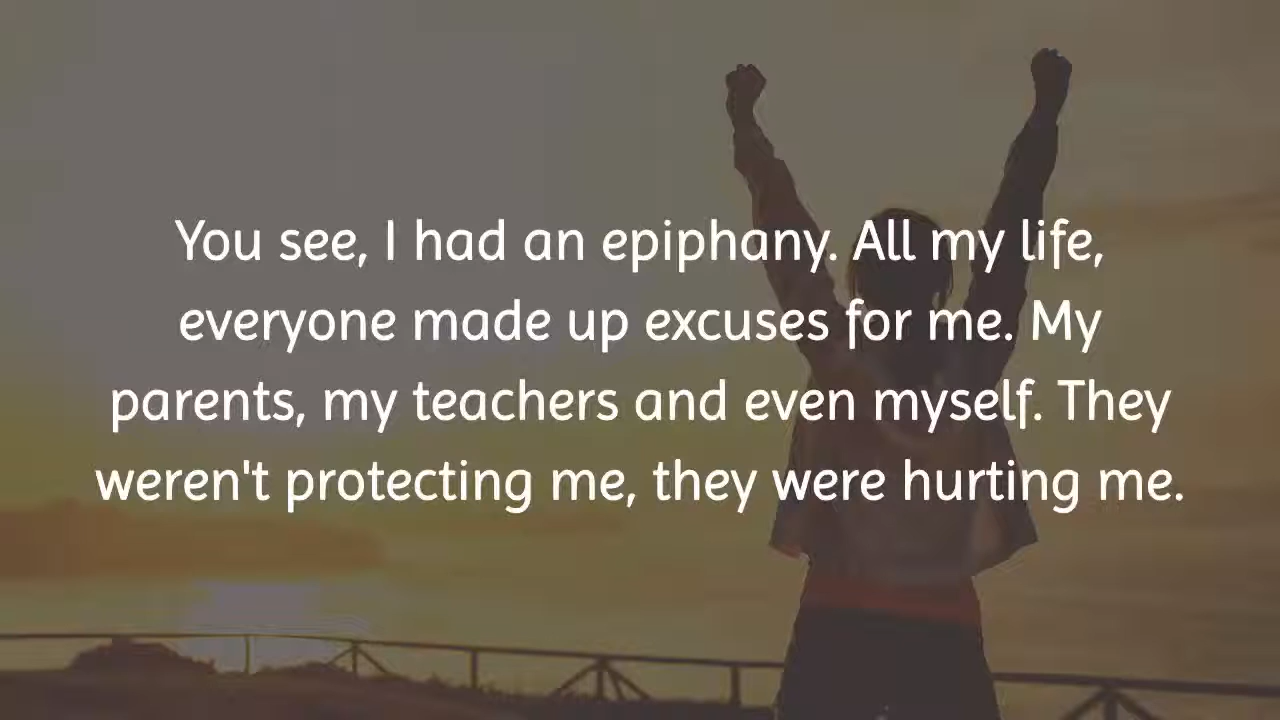 You see, I had an epiphany. All my life,
everyone made up excuses for me. My
parents, my teachers and even myself. They
weren't protecting me, they were hurting me.